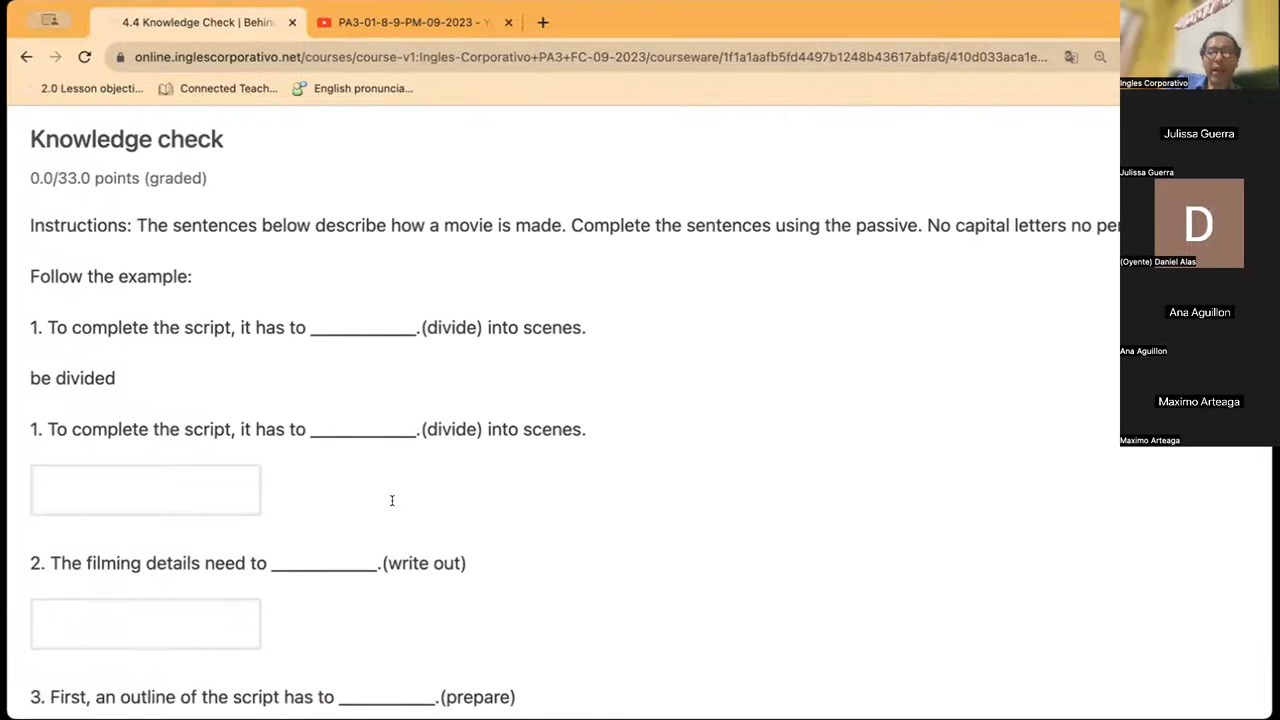 4.4 Knowledge Check | Behin
PA3-01-8-9-PM-09-2023 - Y
online.inglescorporativo.net/courses/course-v1:Ingles-Corporativo+PA3+FC-09-2023/courseware/1f1a1aafb5fd4497b1248b43617abfa6/410d033aca1e...
2.0 Lesson objecti...
Connected Teach...
English pronuncia...
Knowledge check
0.0/33.0 points (graded)
Instructions: The sentences below describe how a movie is made. Complete the sentences using the passive. No capital letters no per
Follow the example:
1. To complete the script, it has to ___________.(divide) into scenes.
be divided
1. To complete the script, it has to ___________.(divide) into scenes.
2. The filming details need to ___________.(write out)
3. First, an outline of the script has to __________.(prepare)
Ingles Corporativo
Julissa Guerra
Julissa Guerra
D
(Oyente) Daniel Alas
Ana Aguillon
Ana Aguillon
Maximo Arteaga
Maximo Arteaga